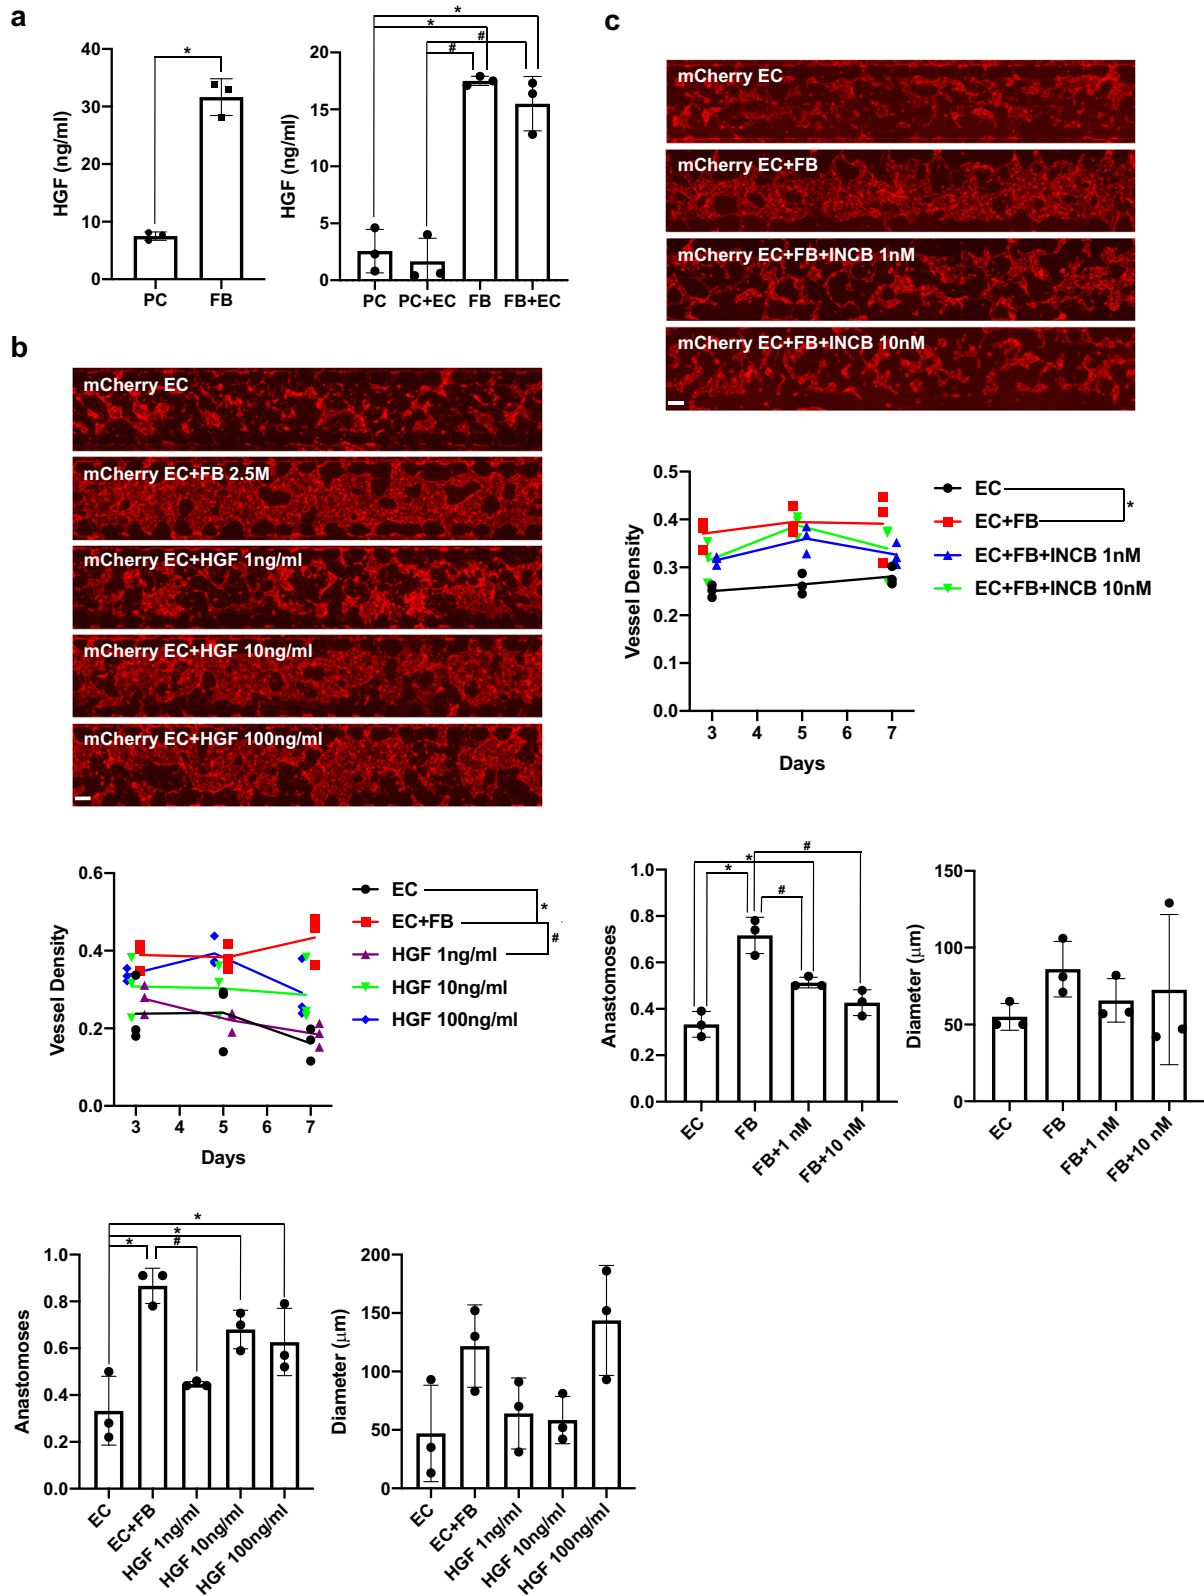 a
HGF (ng/ml)
40
30
20
10
0
*
PC
FB
HGF (ng/ml)
20
15
10
5
0
*
*
#
#
PC
PC+EC
FB
FB+EC
b
mCherry EC
mCherry EC+FB 2.5M
mCherry EC+HGF 1ng/ml
mCherry EC+HGF 10ng/ml
mCherry EC+HGF 100ng/ml
Vessel Density
0.6
0.4
0.2
0.0
3 4 5 6 7
Days
EC
EC+FB
HGF 1ng/ml
HGF 10ng/ml
HGF 100ng/ml
*
#
Anastomoses
1.0
0.8
0.6
0.4
0.2
0.0
*
*
* #
EC
EC+FB
HGF 1ng/ml
HGF 10ng/ml
HGF 100ng/ml
Diameter (μm)
200
150
100
50
0
EC
EC+FB
HGF 1ng/ml
HGF 10ng/ml
HGF 100ng/ml
c
mCherry EC
mCherry EC+FB
mCherry EC+FB+INCB 1nM
mCherry EC+FB+INCB 10nM
Vessel Density
0.5
0.4
0.3
0.2
0.1
0.0
3 4 5 6 7
Days
EC
EC+FB
EC+FB+INCB 1nM
EC+FB+INCB 10nM
*
Anastomoses
1.0
0.8
0.6
0.4
0.2
0.0
#
*
*
#
EC
FB
FB+1 nM
FB+10 nM
Diameter (μm)
150
100
50
0
EC
FB
FB+1 nM
FB+10 nM